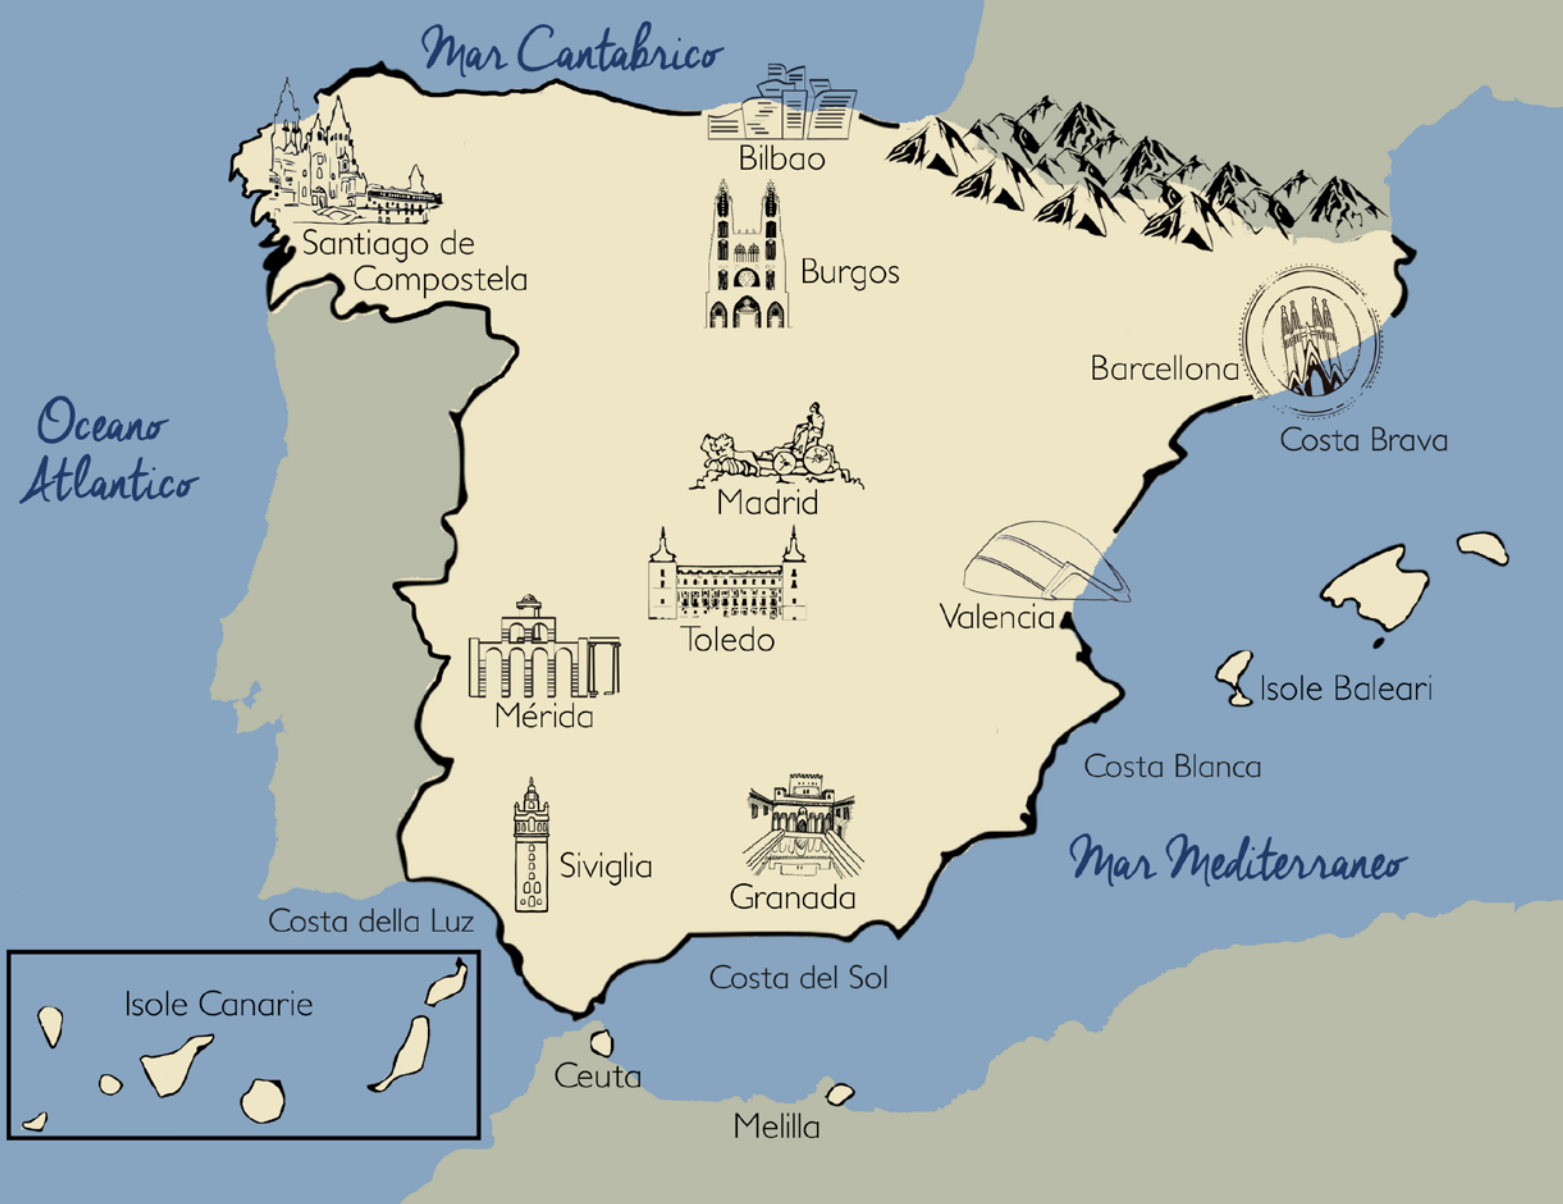 Mar Cantabrico
Bilbao
Santiago de
Compostela
Burgos
Barcellona
Oceano
Atlantico
Costa Brava
Madrid
Valencia
Toledo
Isole Baleari
Mérida
Costa Blanca
Mar Mediterraneo
Siviglia
Granada
Costa della Luz
Costa del Sol
Isole Canarie
Ceuta
Melilla